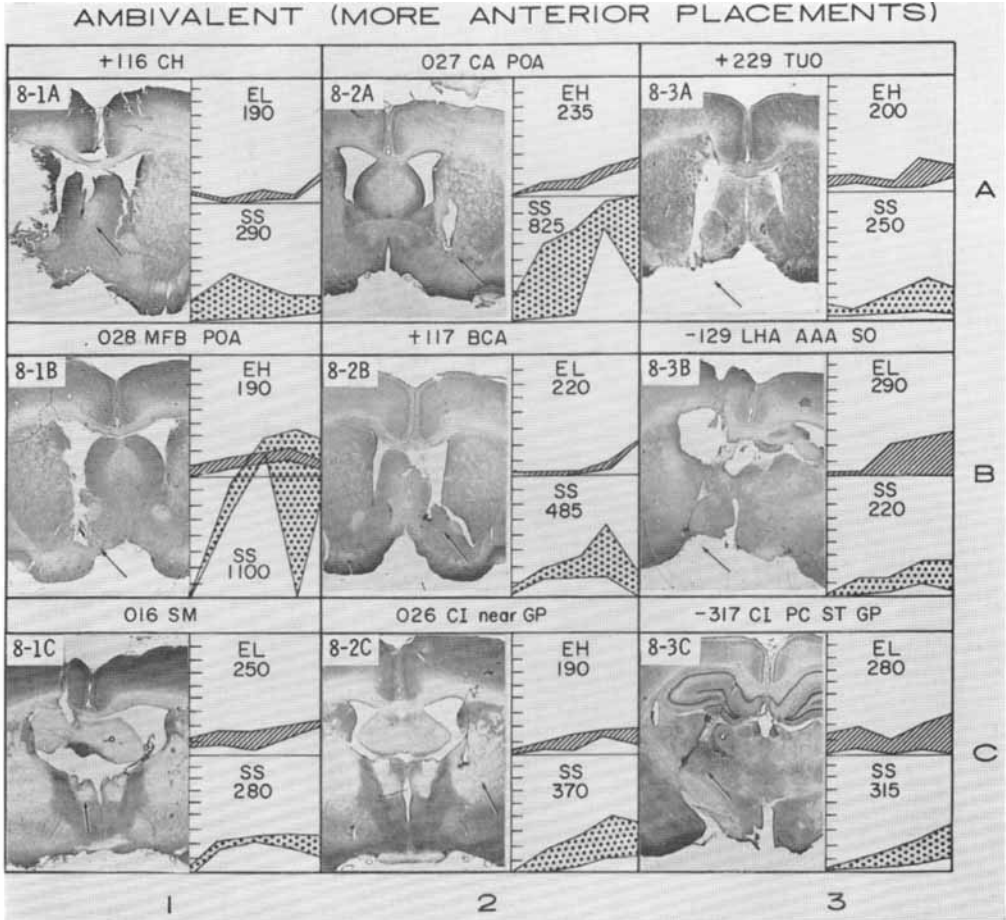 AMBIVALENT (MORE ANTERIOR PLACEMENTS)
+116 CH
027 CA POA
+229 TUO
8-1A
EL
190
SS
290
8-2A
EH
235
SS
825
8-3A
EH
200
SS
250
A
028 MFB POA
+117 BCA
-129 LHA AAA SO
8-1B
EH
190
SS
1100
8-2B
EL
220
SS
485
8-3B
EL
290
SS
220
B
016 SM
026 CI near GP
-317 CI PC ST GP
8-1C
EL
250
SS
280
8-2C
EH
190
SS
370
8-3C
EL
280
SS
315
C
1
2
3